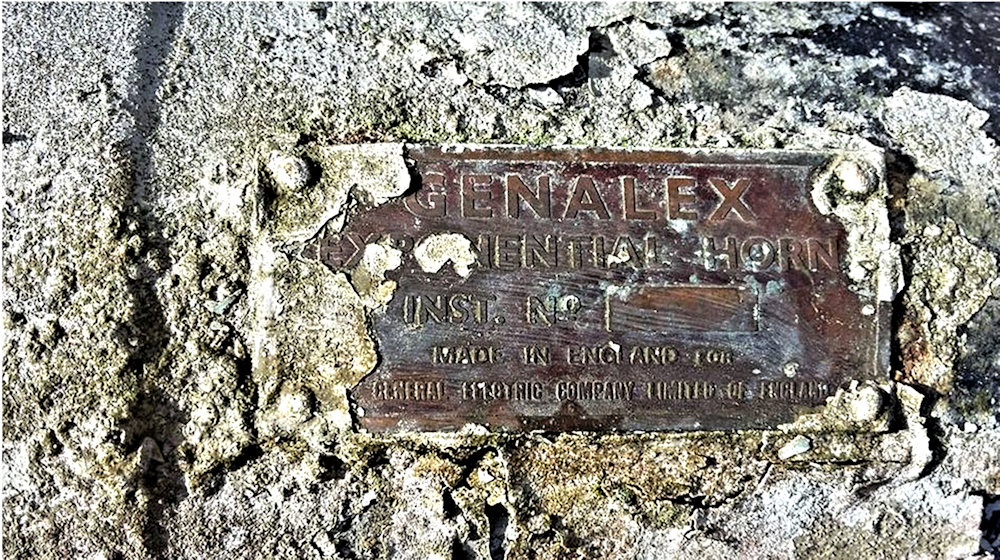 GENALEX
EXPONENTIAL HORN
INST. Nº
MADE IN ENGLAND FOR
GENERAL ELECTRIC COMPANY LIMITED OF ENGLAND